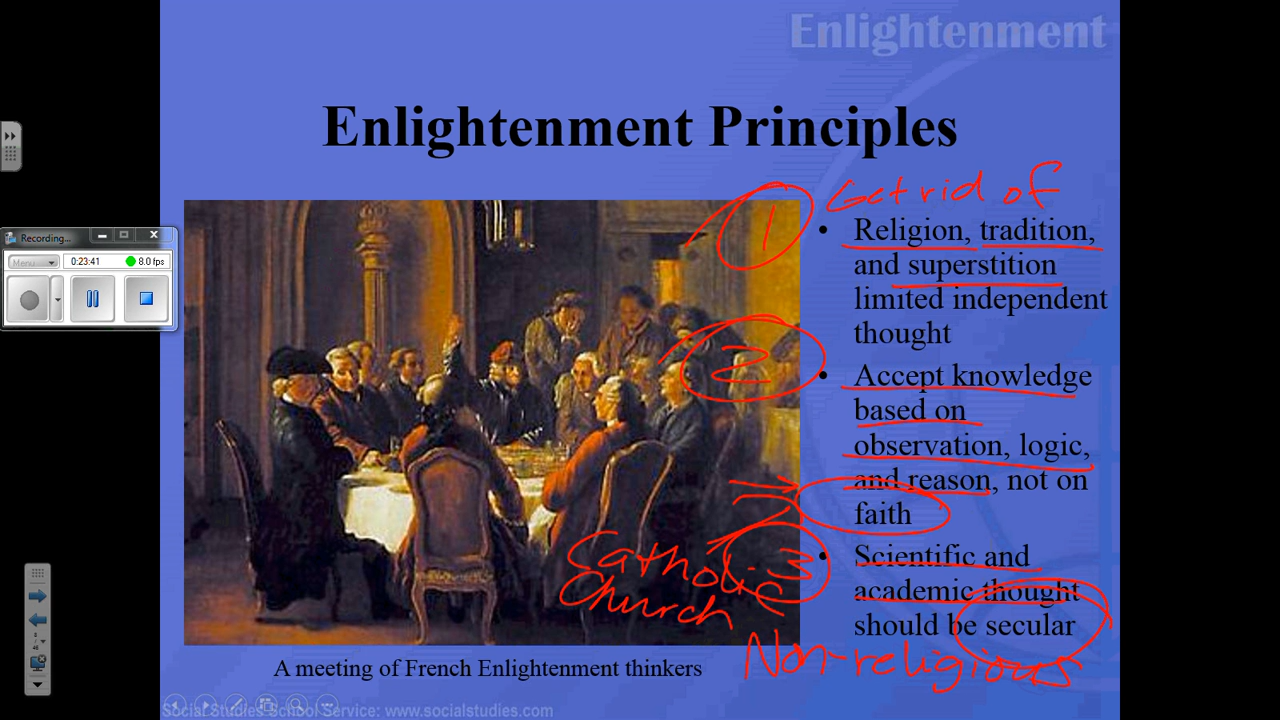 Enlightenment
Enlightenment Principles
Get rid of
1
• Religion, tradition,
and superstition
limited independent
thought
2
• Accept knowledge
based on
observation, logic,
and reason, not on
faith
3
• Scientific and
academic thought
should be secular
Non-religious
Catholic
Church
A meeting of French Enlightenment thinkers
Social Studies School Service: www.socialstudies.com
Recording...
Menu
0:23:41
8.0 fps